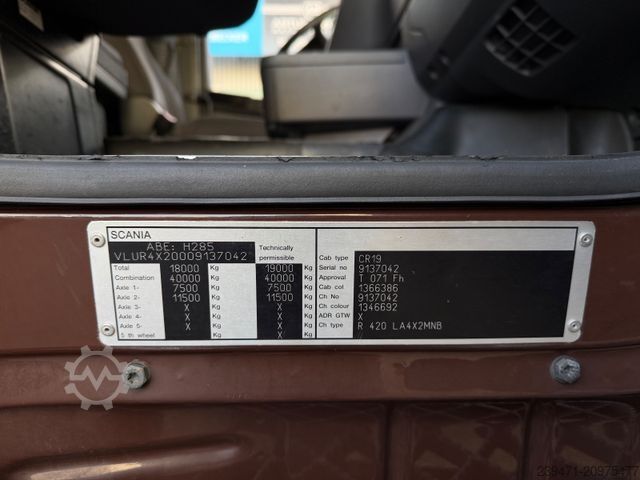 SCANIA
ABE: H285
VLUR4X20009137042
Technically
permissible
Total 18000 Kg 19000 Kg
Combination 40000 Kg 40000 Kg
Axle 1- 7500 Kg 7500 Kg
Axle 2- 11500 Kg 11500 Kg
Axle 3- X Kg X Kg
Axle 4- X Kg X Kg
Axle 5- X Kg X Kg
5 th wheel X Kg X Kg
Cab type CR19
Serial no 9137042
Approval T 071 Fh
Cab col 1366386
Ch No 9137042
Ch colour 1346692
ADR GTW X
Ch type R 420 LA4X2MNB
239471-20975477